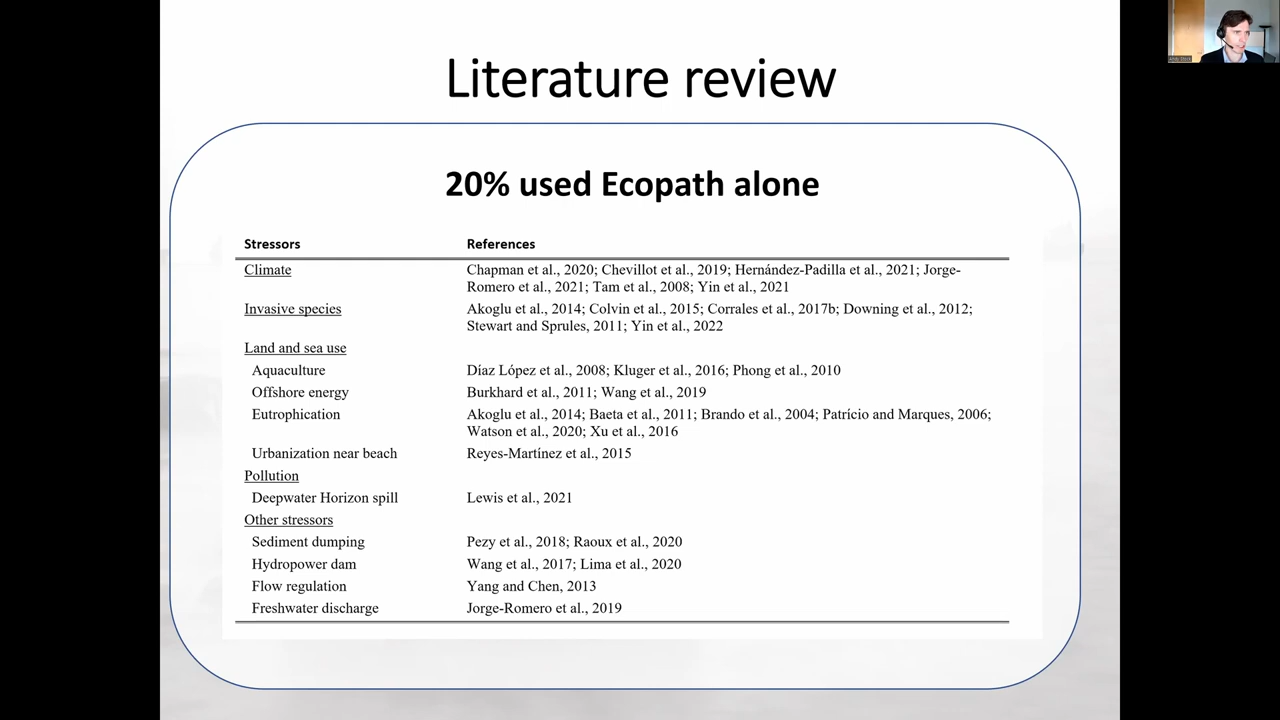 Literature review
20% used Ecopath alone
Stressors References
Climate Chapman et al., 2020; Chevillot et al., 2019; Hernández-Padilla et al., 2021; Jorge-
Romero et al., 2021; Tam et al., 2008; Yin et al., 2021
Invasive species Akoglu et al., 2014; Colvin et al., 2015; Corrales et al., 2017b; Downing et al., 2012;
Stewart and Sprules, 2011; Yin et al., 2022
Land and sea use
Aquaculture Díaz López et al., 2008; Kluger et al., 2016; Phong et al., 2010
Offshore energy Burkhard et al., 2011; Wang et al., 2019
Eutrophication Akoglu et al., 2014; Baeta et al., 2011; Brando et al., 2004; Patrício and Marques, 2006;
Watson et al., 2020; Xu et al., 2016
Urbanization near beach Reyes-Martínez et al., 2015
Pollution
Deepwater Horizon spill Lewis et al., 2021
Other stressors
Sediment dumping Pezy et al., 2018; Raoux et al., 2020
Hydropower dam Wang et al., 2017; Lima et al., 2020
Flow regulation Yang and Chen, 2013
Freshwater discharge Jorge-Romero et al., 2019